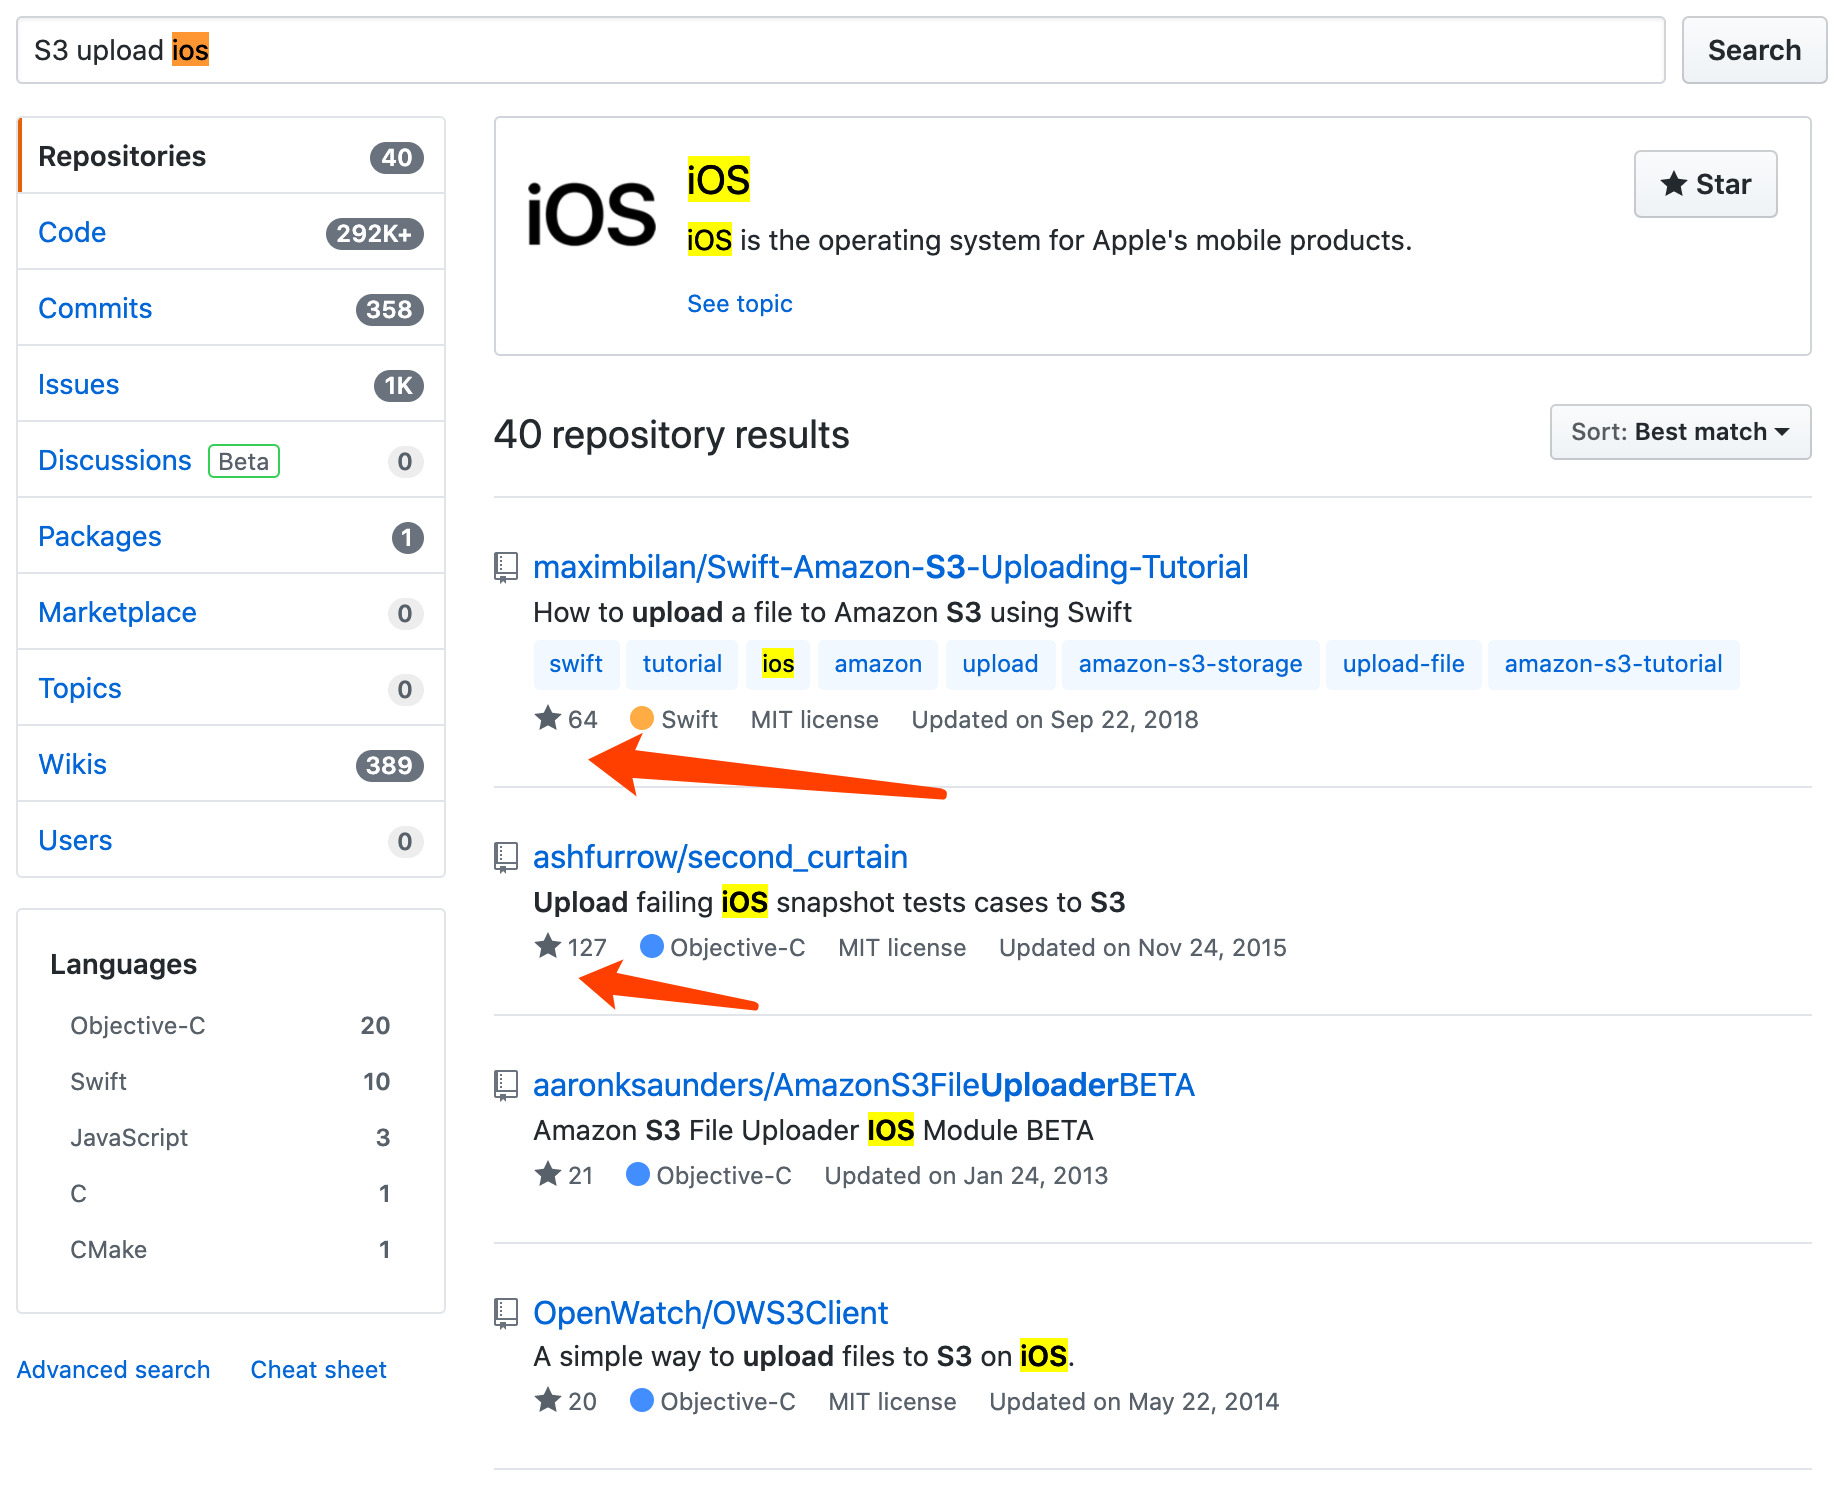 S3 upload ios
Search
Repositories 40
Code 292K+
Commits 358
Issues 1K
Discussions Beta 0
Packages 1
Marketplace 0
Topics 0
Wikis 389
Users 0
Languages
Objective-C 20
Swift 10
JavaScript 3
C 1
CMake 1
Advanced search Cheat sheet
iOS
iOS
Star
iOS is the operating system for Apple's mobile products.
See topic
40 repository results
Sort: Best match
maximbilan/Swift-Amazon-S3-Uploading-Tutorial
How to upload a file to Amazon S3 using Swift
swift tutorial ios amazon upload amazon-s3-storage upload-file amazon-s3-tutorial
64 Swift MIT license Updated on Sep 22, 2018
ashfurrow/second_curtain
Upload failing iOS snapshot tests cases to S3
127 Objective-C MIT license Updated on Nov 24, 2015
aaronksaunders/AmazonS3FileUploaderBETA
Amazon S3 File Uploader IOS Module BETA
21 Objective-C Updated on Jan 24, 2013
OpenWatch/OWS3Client
A simple way to upload files to S3 on iOS.
20 Objective-C MIT license Updated on May 22, 2014